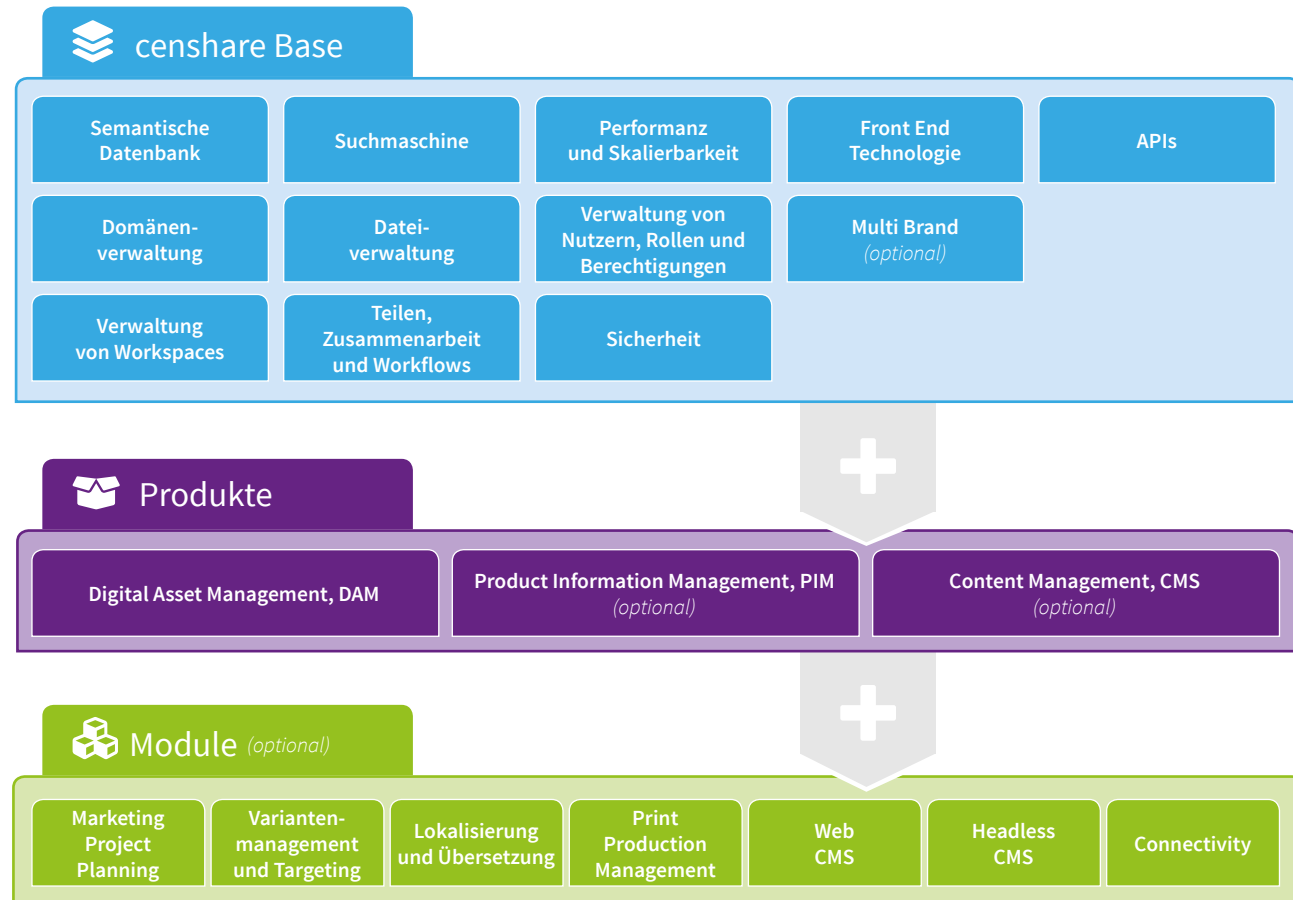 censhare Base
Semantische
Datenbank
Suchmaschine
Performanz
und Skalierbarkeit
Front End
Technologie
APIs
Domänen-
verwaltung
Datei-
verwaltung
Verwaltung von
Nutzern, Rollen und
Berechtigungen
Multi Brand
(optional)
Verwaltung
von Workspaces
Teilen,
Zusammenarbeit
und Workflows
Sicherheit
Produkte
Digital Asset Management, DAM
Product Information Management, PIM
(optional)
Content Management, CMS
(optional)
Module (optional)
Marketing
Project
Planning
Varianten-
management
und Targeting
Lokalisierung
und Übersetzung
Print
Production
Management
Web
CMS
Headless
CMS
Connectivity